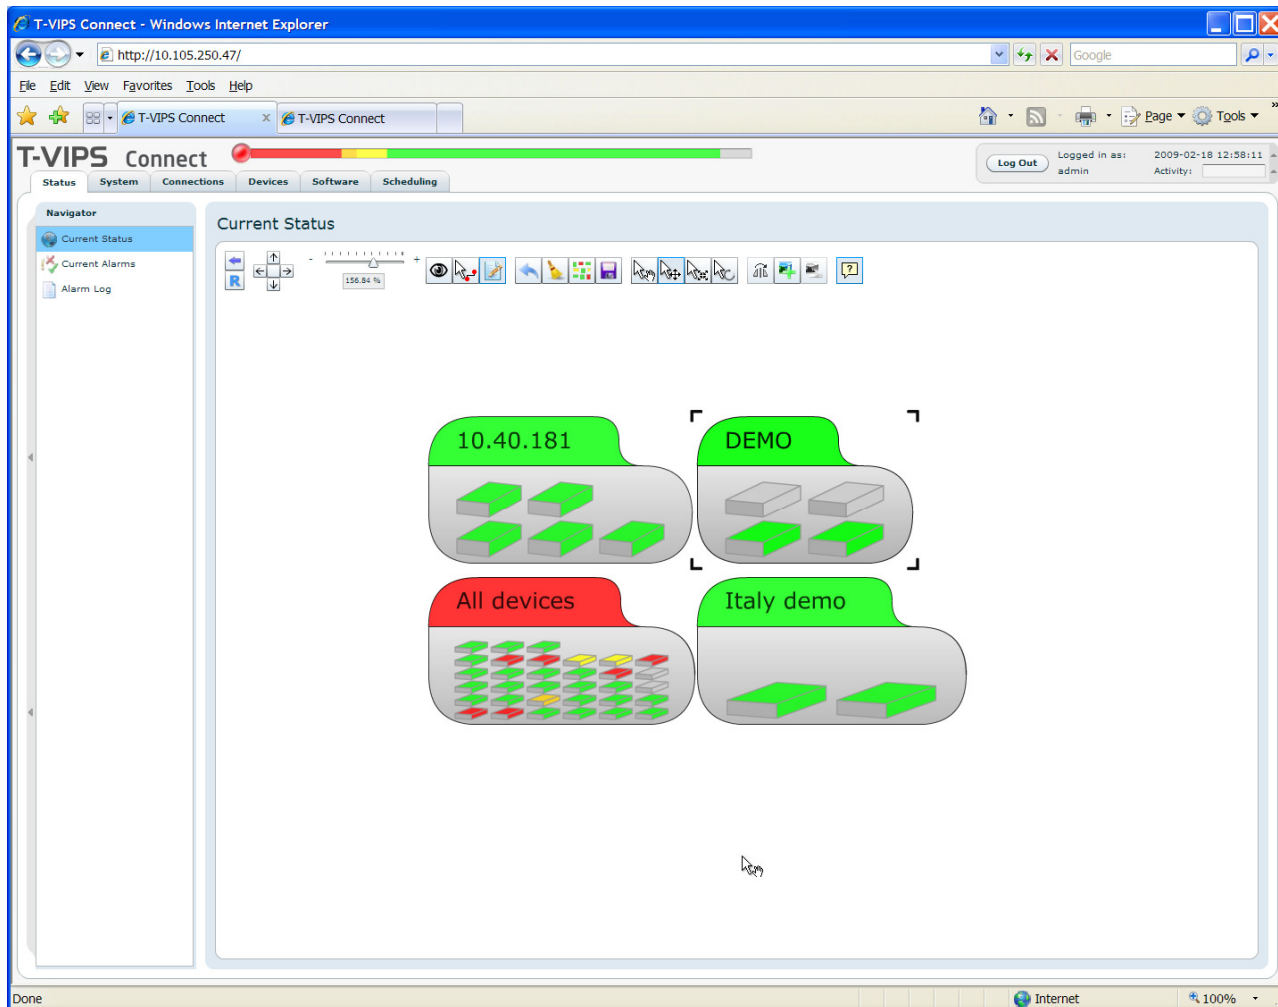 T-VIPS Connect - Windows Internet Explorer
http://10.105.250.47/
Google
File Edit View Favorites Tools Help
T-VIPS Connect x T-VIPS Connect
Page Tools »
T-VIPS Connect
Log Out Logged in as: admin 2009-02-18 12:58:11 Activity:
Status System Connections Devices Software Scheduling
Navigator
Current Status
Current Alarms
Alarm Log
Current Status
R - + 156.84 % ?
10.40.181 DEMO
All devices Italy demo
Done Internet 100%